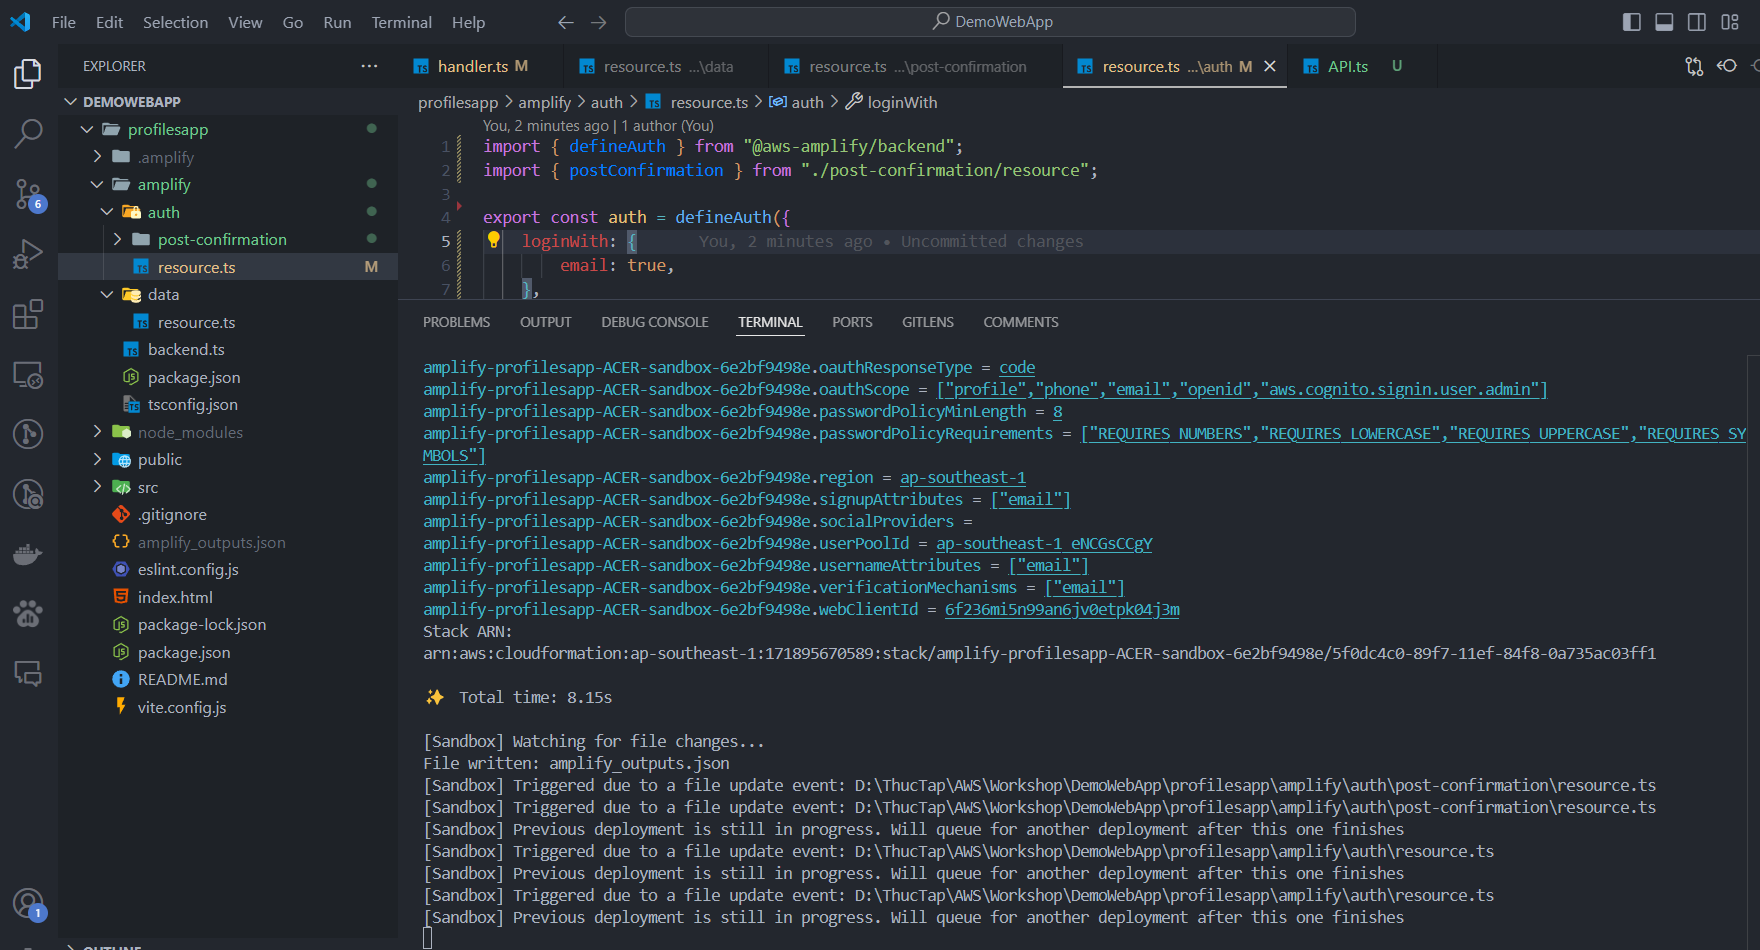 File Edit Selection View Go Run Terminal Help
DemoWebApp
EXPLORER
handler.ts M
resource.ts ...\data
resource.ts ...\post-confirmation
resource.ts ...\auth M
API.ts U
DEMOWEBAPP
profilesapp
.amplify
amplify
auth
post-confirmation
resource.ts M
data
resource.ts
backend.ts
package.json
tsconfig.json
node_modules
public
src
.gitignore
amplify_outputs.json
eslint.config.js
index.html
package-lock.json
package.json
README.md
vite.config.js
6
1
profilesapp > amplify > auth > resource.ts > auth > loginWith
You, 2 minutes ago | 1 author (You)
1 import { defineAuth } from "@aws-amplify/backend";
2 import { postConfirmation } from "./post-confirmation/resource";
3
4 export const auth = defineAuth({
5 loginWith: { You, 2 minutes ago • Uncommitted changes
6 email: true,
7 },
PROBLEMS OUTPUT DEBUG CONSOLE TERMINAL PORTS GITLENS COMMENTS
amplify-profilesapp-ACER-sandbox-6e2bf9498e.oauthResponseType = code
amplify-profilesapp-ACER-sandbox-6e2bf9498e.oauthScope = ["profile","phone","email","openid","aws.cognito.signin.user.admin"]
amplify-profilesapp-ACER-sandbox-6e2bf9498e.passwordPolicyMinLength = 8
amplify-profilesapp-ACER-sandbox-6e2bf9498e.passwordPolicyRequirements = ["REQUIRES_NUMBERS","REQUIRES_LOWERCASE","REQUIRES_UPPERCASE","REQUIRES_SY
MBOLS"]
amplify-profilesapp-ACER-sandbox-6e2bf9498e.region = ap-southeast-1
amplify-profilesapp-ACER-sandbox-6e2bf9498e.signupAttributes = ["email"]
amplify-profilesapp-ACER-sandbox-6e2bf9498e.socialProviders =
amplify-profilesapp-ACER-sandbox-6e2bf9498e.userPoolId = ap-southeast-1_eNCGsCCgY
amplify-profilesapp-ACER-sandbox-6e2bf9498e.usernameAttributes = ["email"]
amplify-profilesapp-ACER-sandbox-6e2bf9498e.verificationMechanisms = ["email"]
amplify-profilesapp-ACER-sandbox-6e2bf9498e.webClientId = 6f236mi5n99an6jv0etpk04j3m
Stack ARN:
arn:aws:cloudformation:ap-southeast-1:171895670589:stack/amplify-profilesapp-ACER-sandbox-6e2bf9498e/5f0dc4c0-89f7-11ef-84f8-0a735ac03ff1
✨ Total time: 8.15s
[Sandbox] Watching for file changes...
File written: amplify_outputs.json
[Sandbox] Triggered due to a file update event: D:\ThucTap\AWS\Workshop\DemoWebApp\profilesapp\amplify\auth\post-confirmation\resource.ts
[Sandbox] Triggered due to a file update event: D:\ThucTap\AWS\Workshop\DemoWebApp\profilesapp\amplify\auth\post-confirmation\resource.ts
[Sandbox] Previous deployment is still in progress. Will queue for another deployment after this one finishes
[Sandbox] Triggered due to a file update event: D:\ThucTap\AWS\Workshop\DemoWebApp\profilesapp\amplify\auth\resource.ts
[Sandbox] Previous deployment is still in progress. Will queue for another deployment after this one finishes
[Sandbox] Triggered due to a file update event: D:\ThucTap\AWS\Workshop\DemoWebApp\profilesapp\amplify\auth\resource.ts
[Sandbox] Previous deployment is still in progress. Will queue for another deployment after this one finishes
OUTLINE